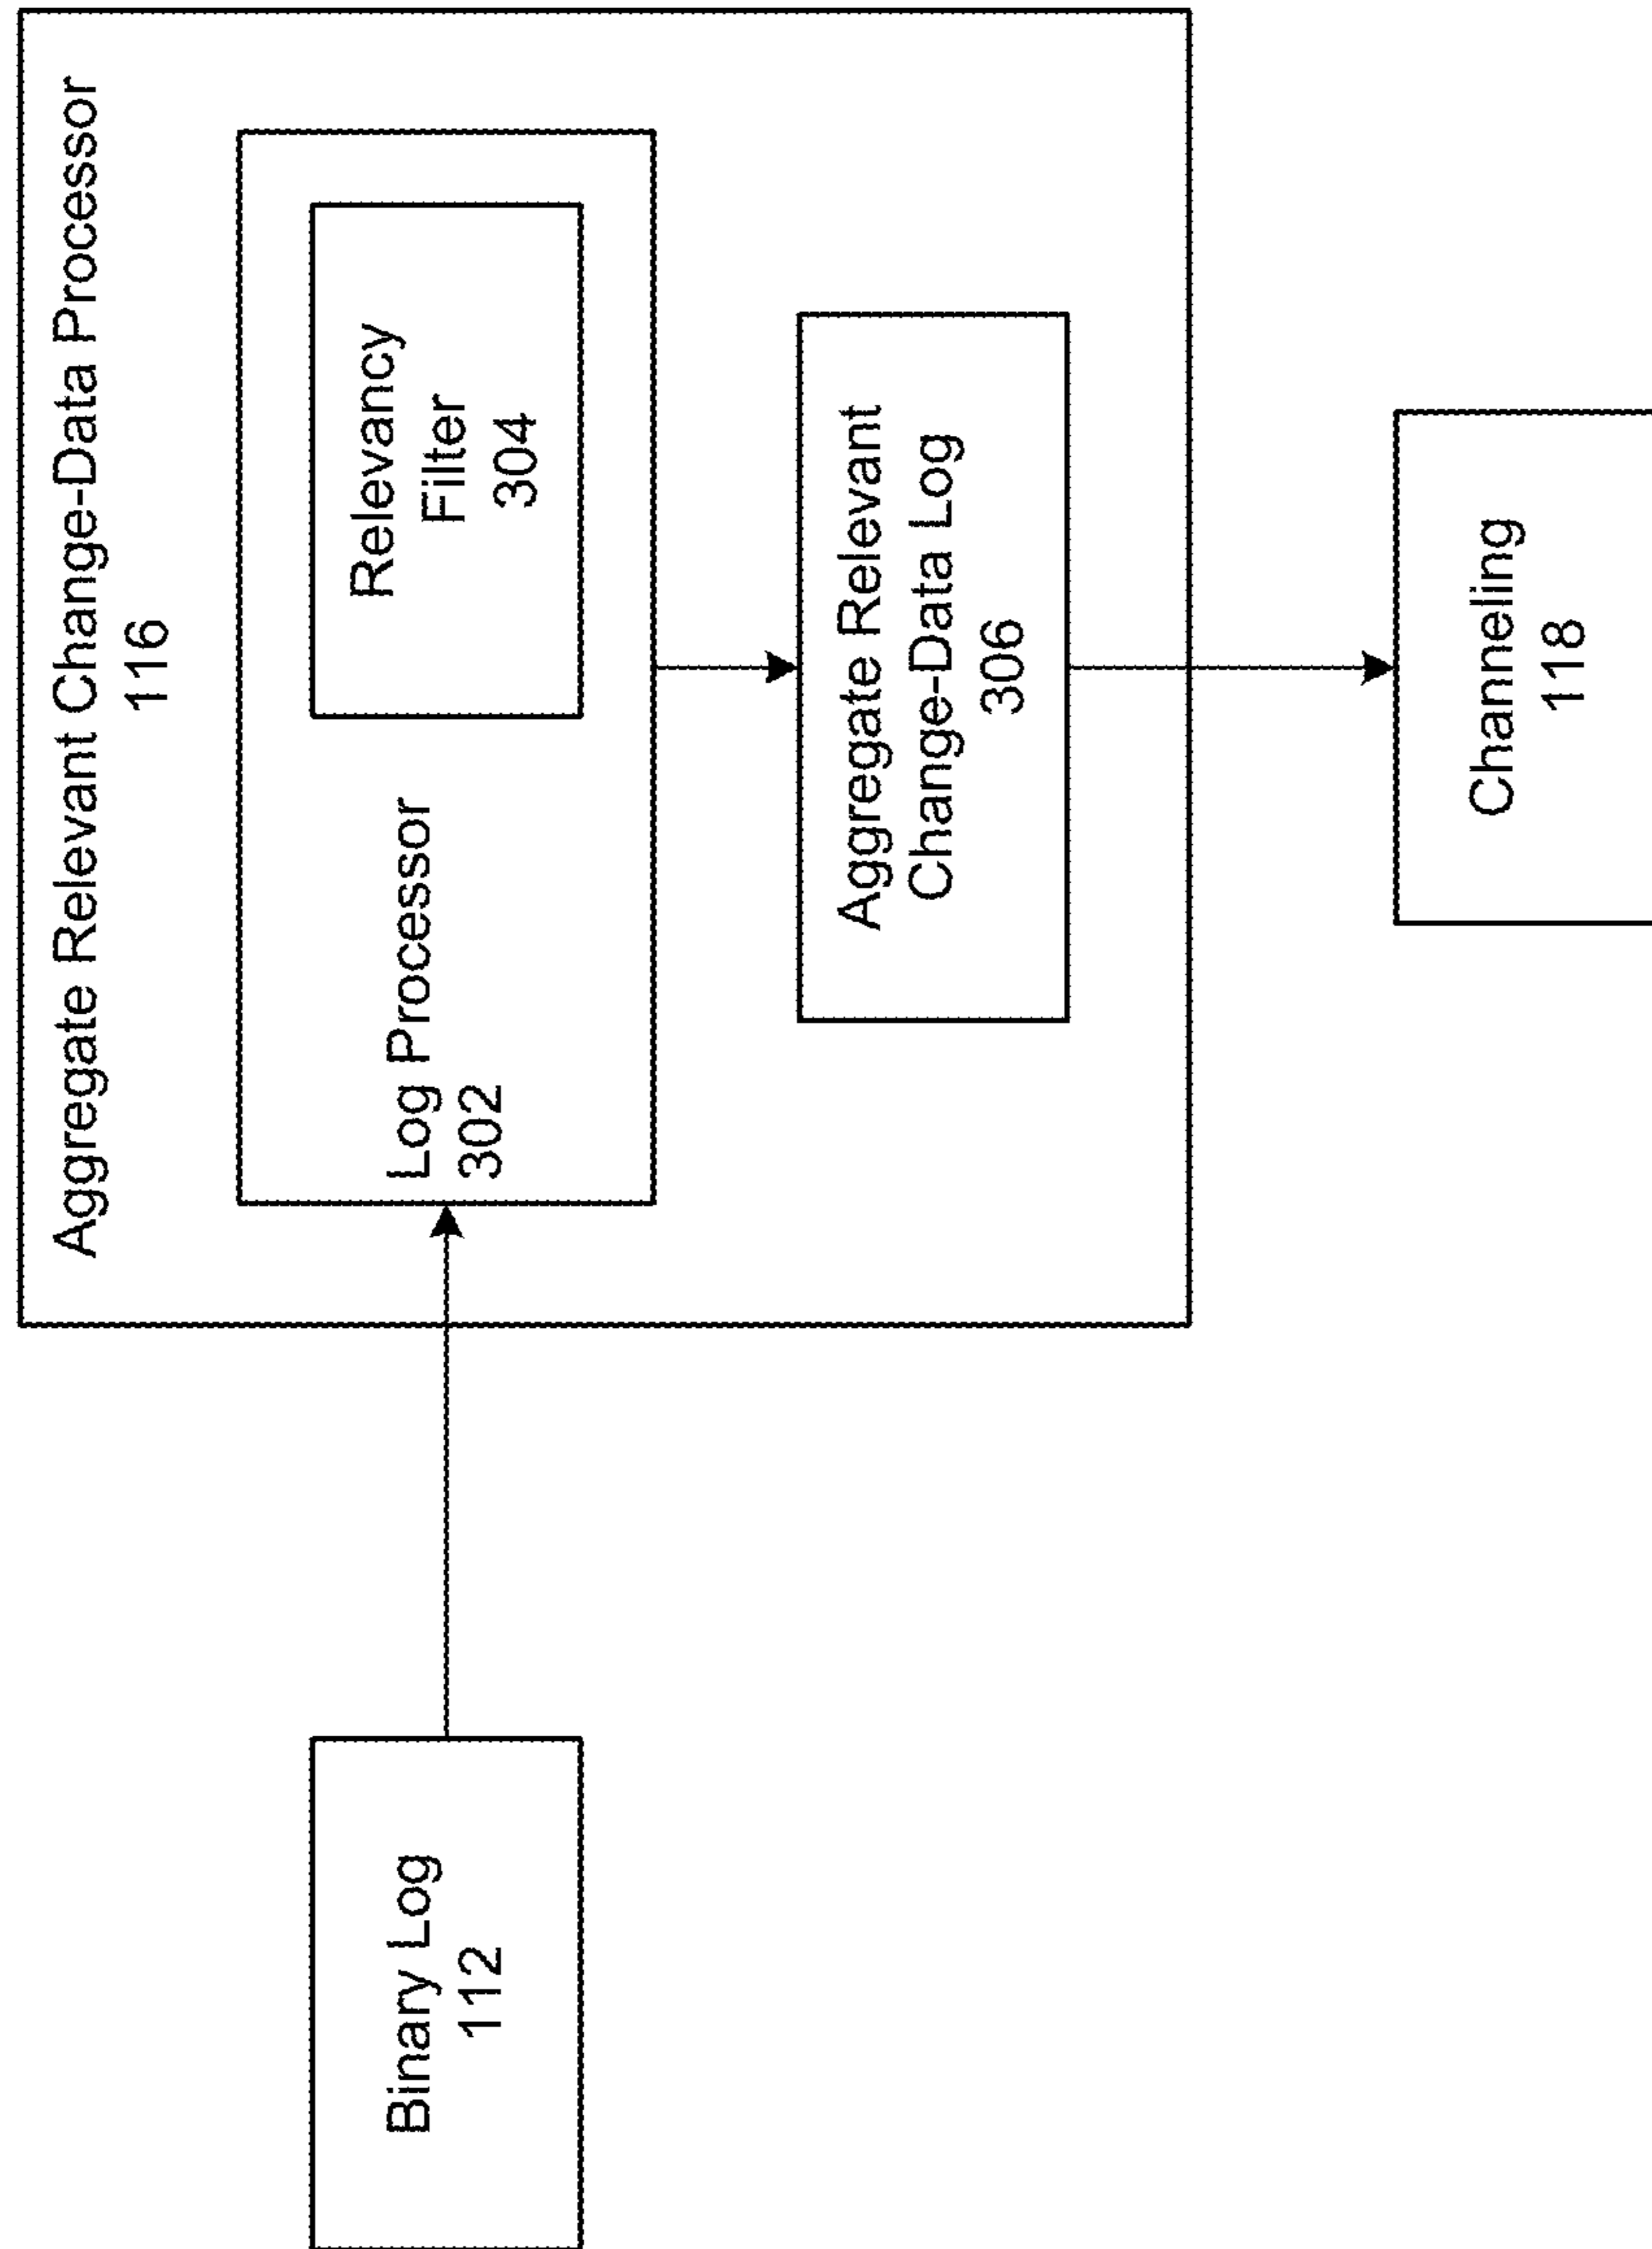 Aggregate Relevant Change-Data Processor
116
Binary Log
112
Log Processor
302
Relevancy
Filter
304
Aggregate Relevant
Change-Data Log
306
Channeling
118